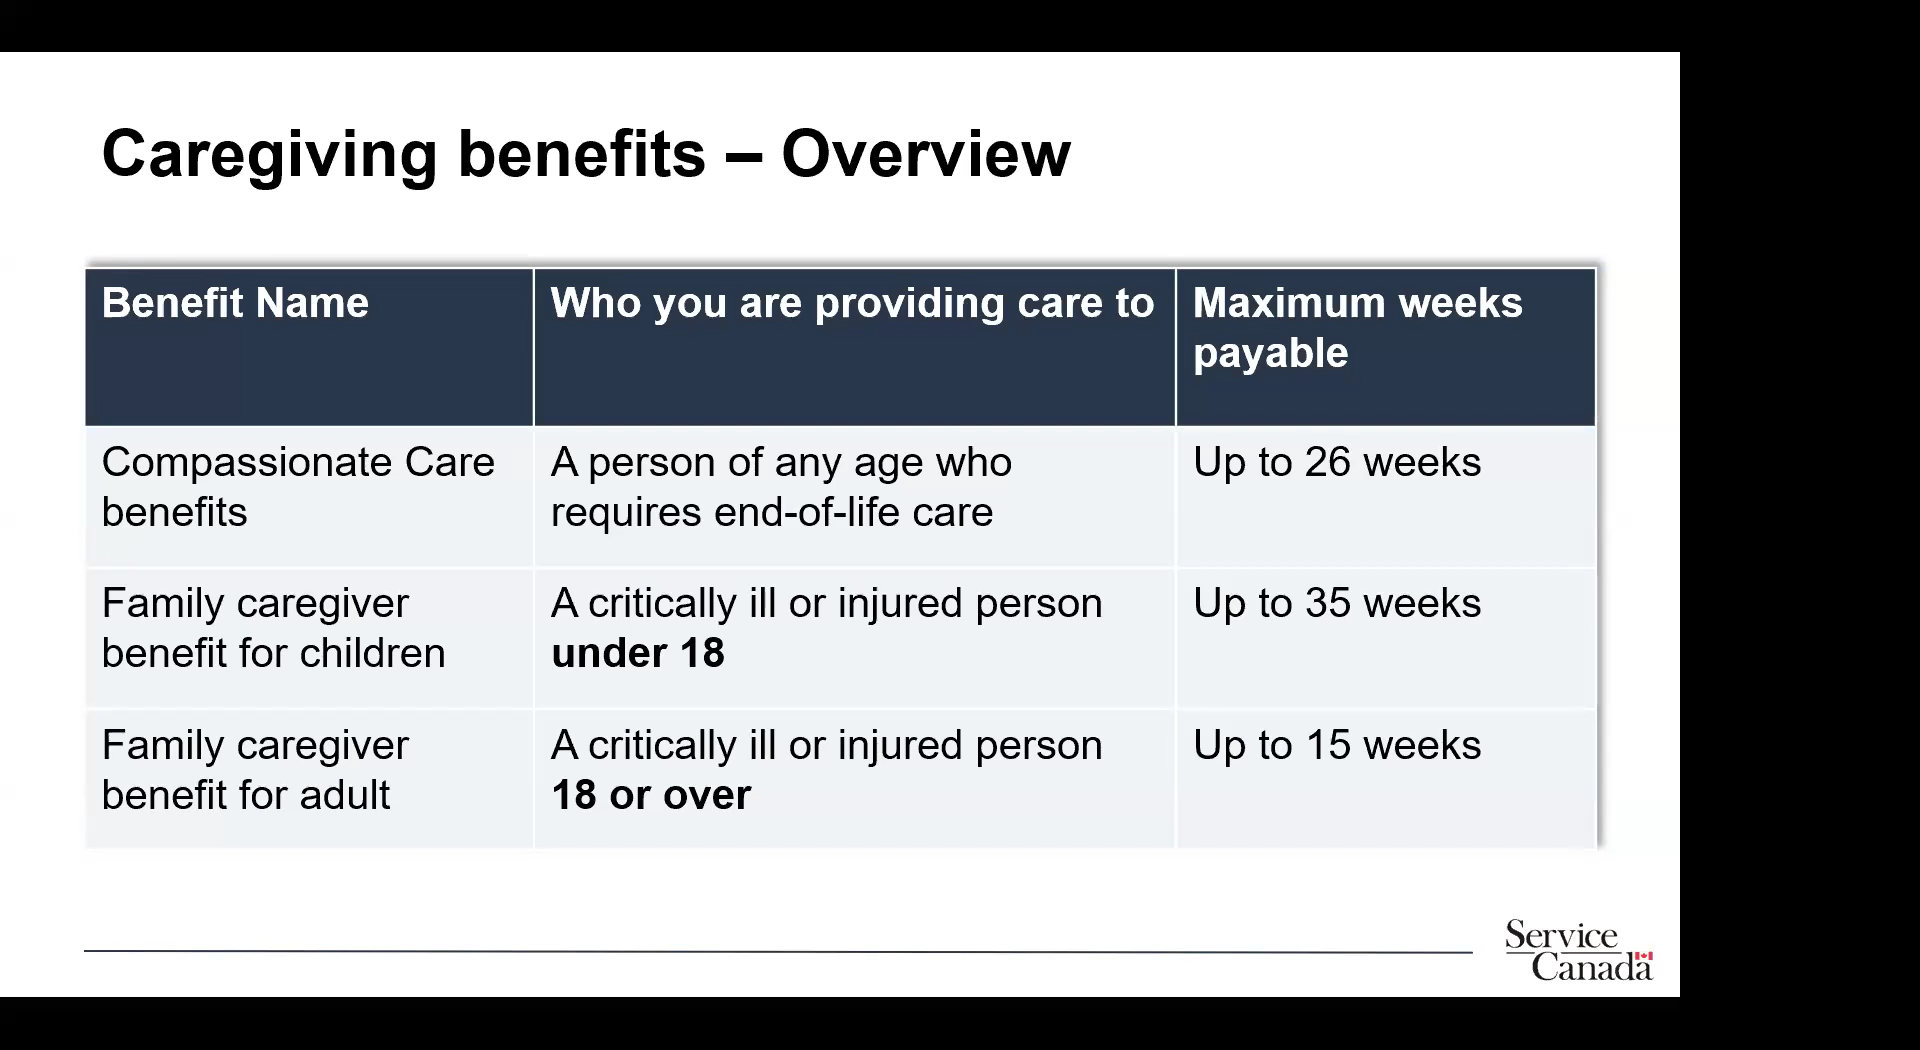 Caregiving benefits – Overview
Benefit Name
Who you are providing care to
Maximum weeks
payable
Compassionate Care
benefits
A person of any age who
requires end-of-life care
Up to 26 weeks
Family caregiver
benefit for children
A critically ill or injured person
under 18
Up to 35 weeks
Family caregiver
benefit for adult
A critically ill or injured person
18 or over
Up to 15 weeks
Service
Canada